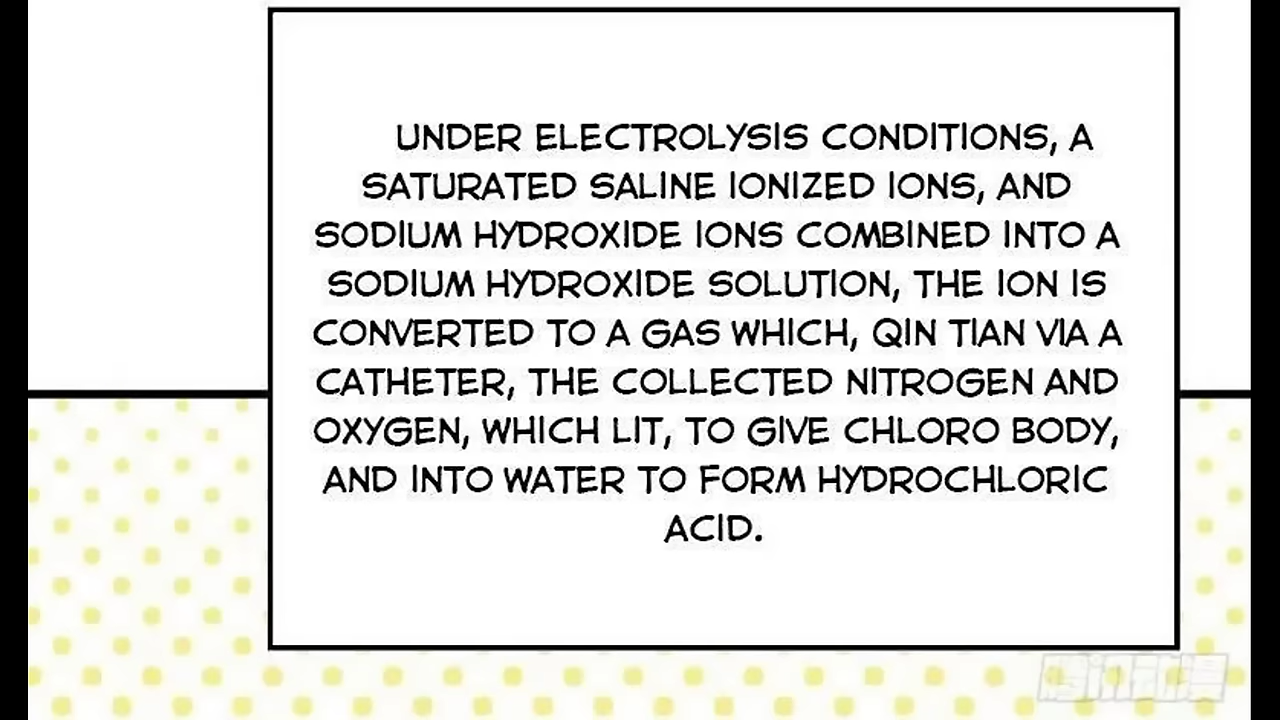 UNDER ELECTROLYSIS CONDITIONS, A
SATURATED SALINE IONIZED IONS, AND
SODIUM HYDROXIDE IONS COMBINED INTO A
SODIUM HYDROXIDE SOLUTION, THE ION IS
CONVERTED TO A GAS WHICH, QIN TIAN VIA A
CATHETER, THE COLLECTED NITROGEN AND
OXYGEN, WHICH LIT, TO GIVE CHLORO BODY,
AND INTO WATER TO FORM HYDROCHLORIC
ACID.